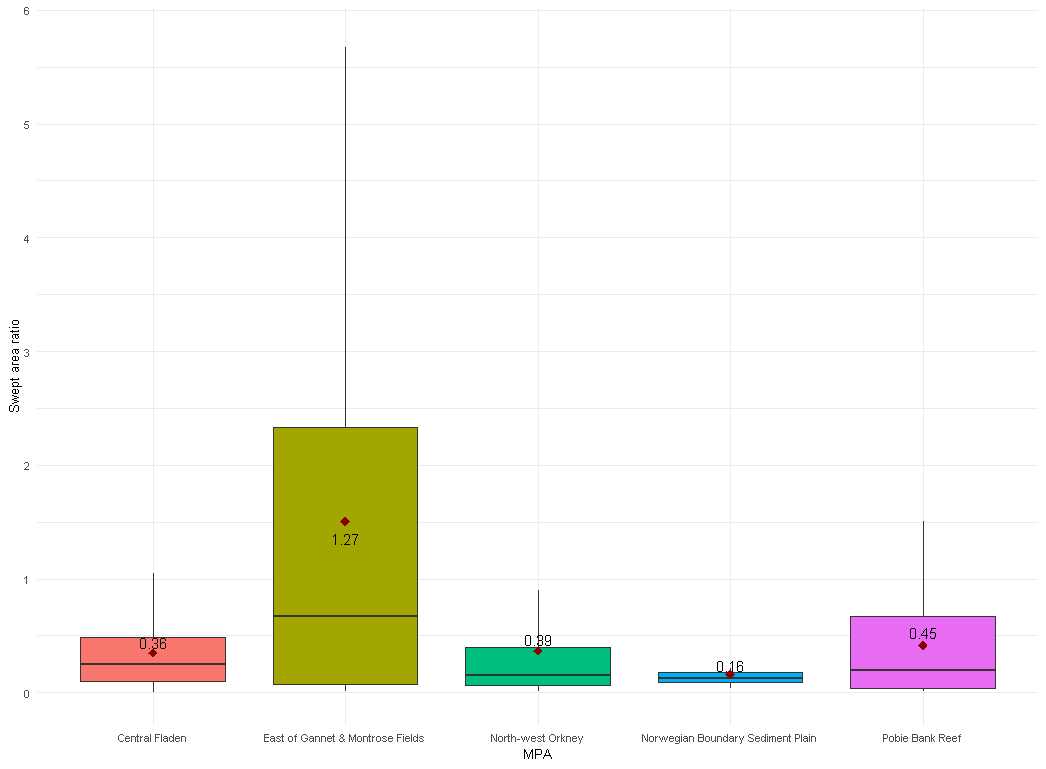 6
5
4
3
2
1
0
Swept area ratio
0.36
1.27
0.39
0.16
0.45
Central Fladen
East of Gannet & Montrose Fields
North-west Orkney
Norwegian Boundary Sediment Plain
Pobie Bank Reef
MPA